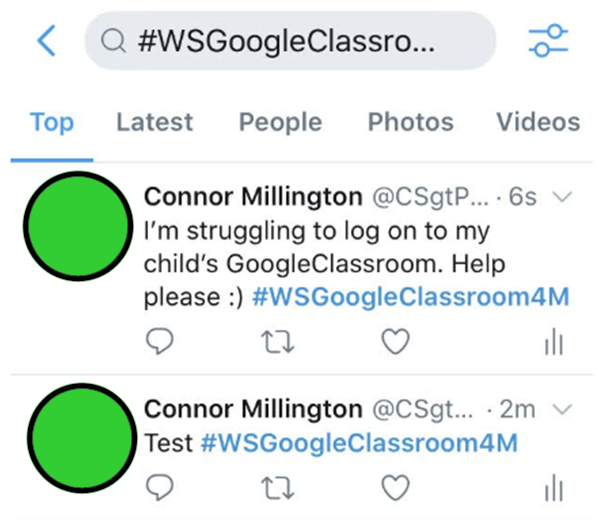 #WSGoogleClassro...
Top Latest People Photos Videos
Connor Millington @CSgtP... · 6s
I'm struggling to log on to my
child's GoogleClassroom. Help
please :) #WSGoogleClassroom4M
Connor Millington @CSgt... · 2m
Test #WSGoogleClassroom4M